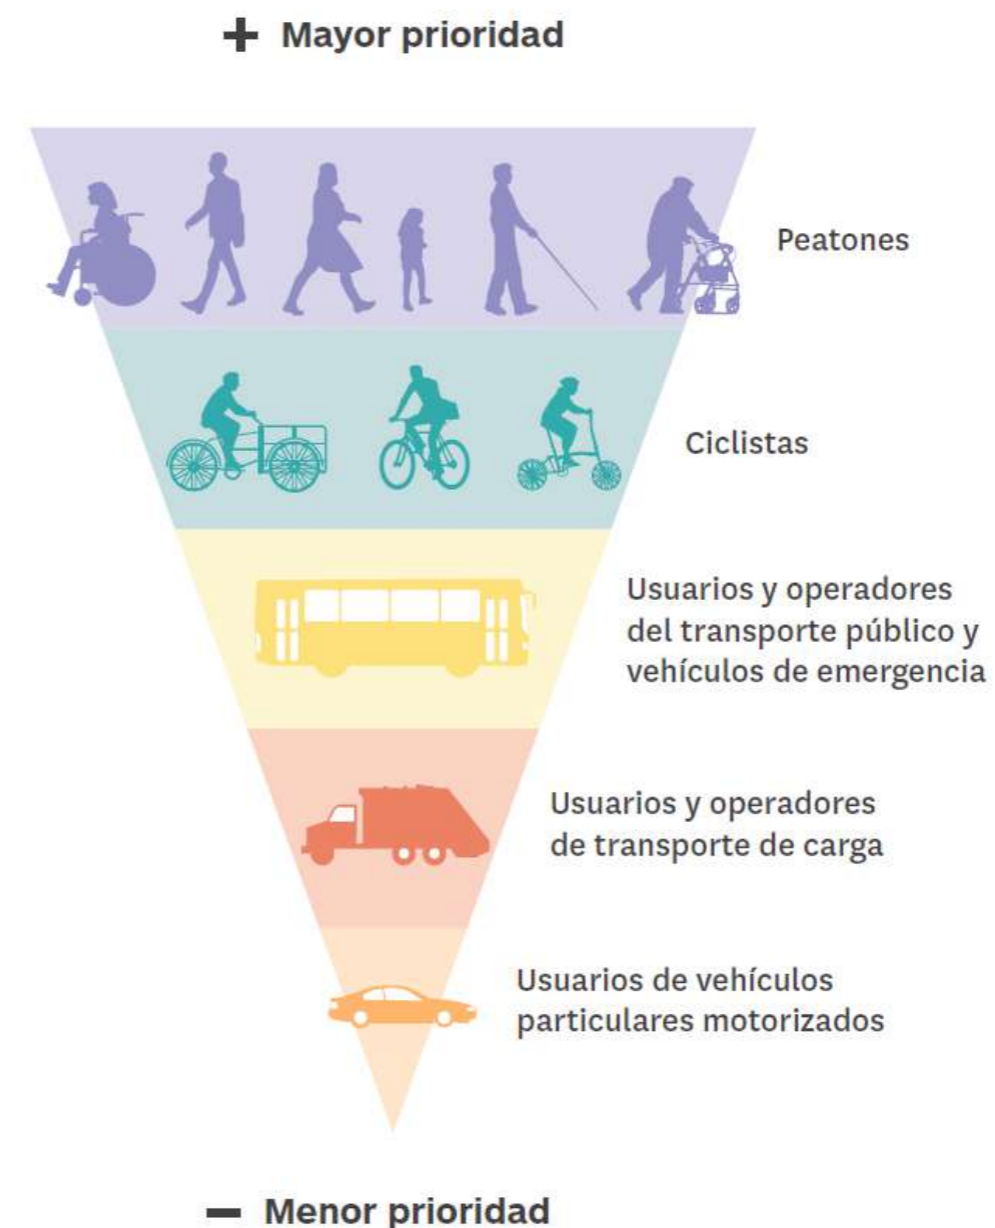 + Mayor prioridad
Peatones
Ciclistas
Usuarios y operadores
del transporte público y
vehículos de emergencia
Usuarios y operadores
de transporte de carga
Usuarios de vehículos
particulares motorizados
− Menor prioridad